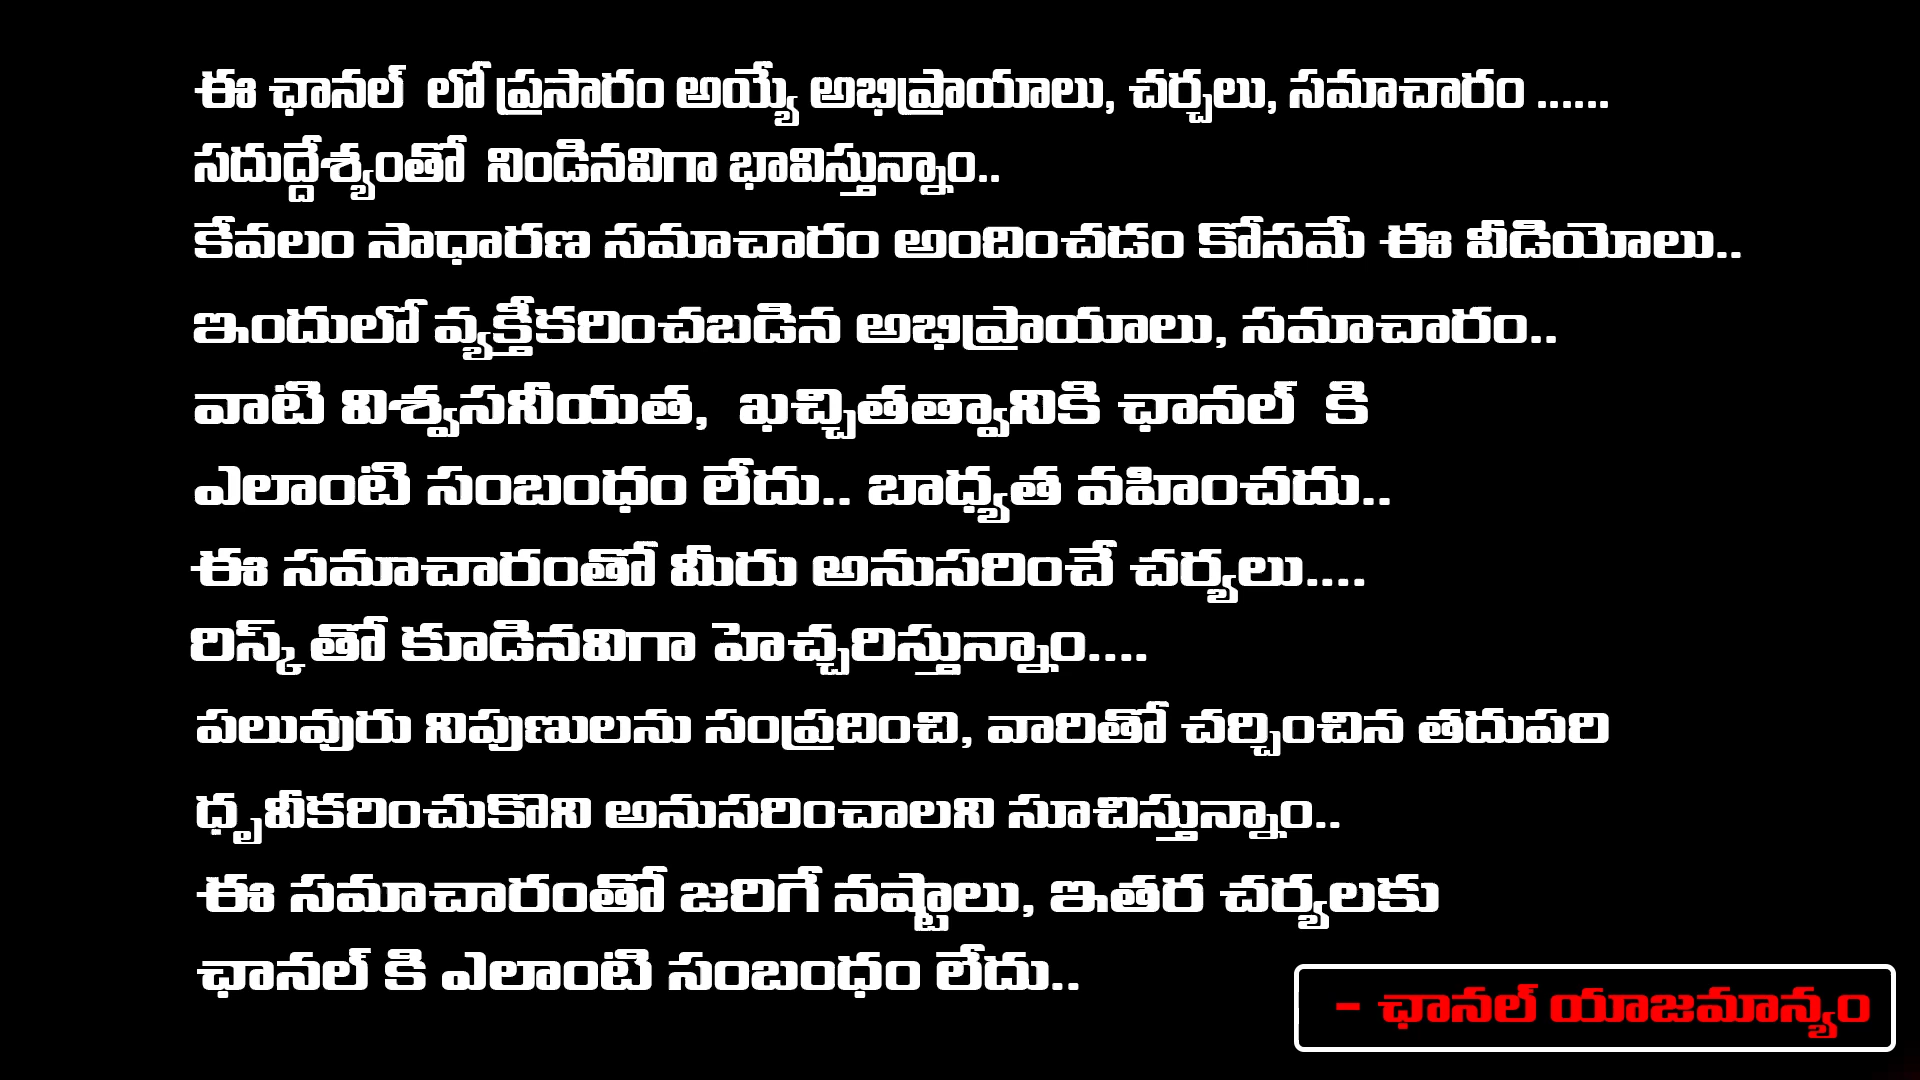 ఈ ఛానల్ లో ప్రసారం అయ్యే అభిప్రాయాలు, చర్చలు, సమాచారం ......
సదుద్దేశ్యంతో నిండినవిగా భావిస్తున్నాం..
కేవలం సాధారణ సమాచారం అందించడం కోసమే ఈ వీడియోలు..
ఇందులో వ్యక్తీకరించబడిన అభిప్రాయాలు, సమాచారం..
వాటి విశ్వసనీయత, ఖచ్చితత్వానికి ఛానల్ కి
ఎలాంటి సంబంధం లేదు.. బాధ్యత వహించదు..
ఈ సమాచారంతో మీరు అనుసరించే చర్యలు....
రిస్క్ తో కూడినవిగా హెచ్చరిస్తున్నాం....
పలువురు నిపుణులను సంప్రదించి, వారితో చర్చించిన తదుపరి
ధృవీకరించుకొని అనుసరించాలని సూచిస్తున్నాం..
ఈ సమాచారంతో జరిగే నష్టాలు, ఇతర చర్యలకు
ఛానల్ కి ఎలాంటి సంబంధం లేదు..
- ఛానల్ యాజమాన్యం